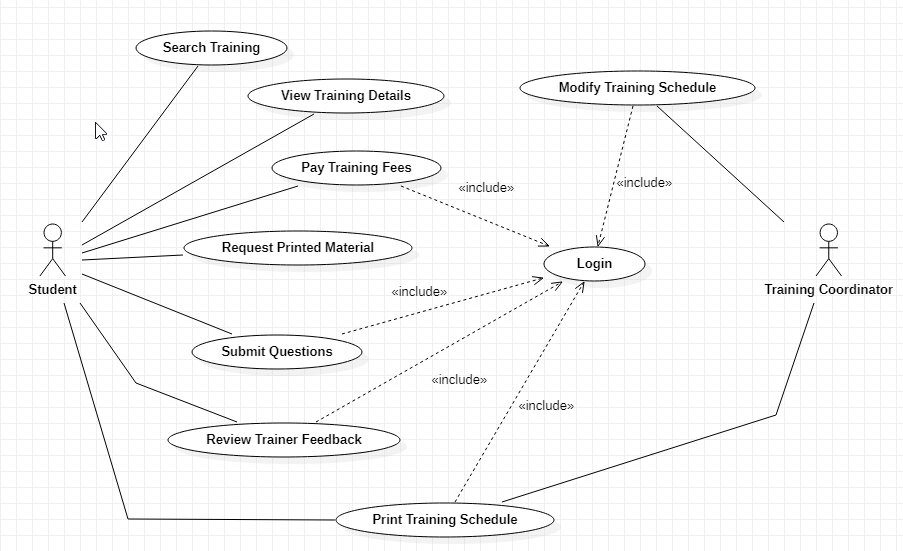 Search Training
View Training Details
Modify Training Schedule
Pay Training Fees
«include»
«include»
Request Printed Material
Login
Student
Training Coordinator
«include»
Submit Questions
«include»
«include»
Review Trainer Feedback
Print Training Schedule